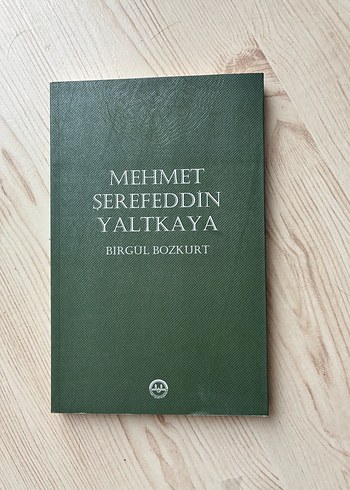 MEHMET
ŞEREFEDDİN
YALTKAYA
BİRGÜL BOZKURT